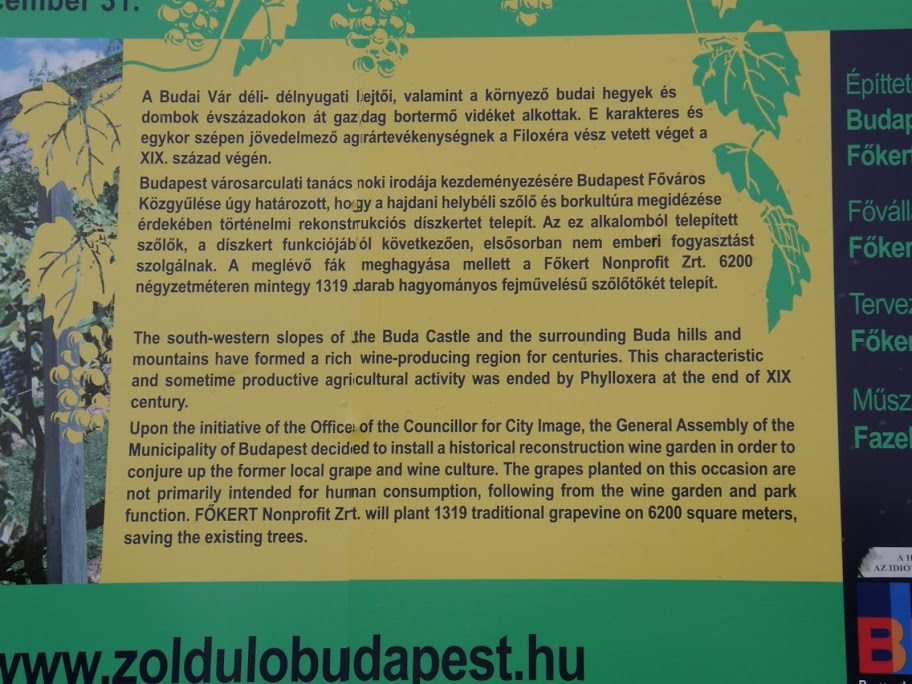 cember 31.
A Budai Vár déli- délnyugati lejtői, valamint a környező budai hegyek és
dombok évszázadokon át gazdag bortermő vidéket alkottak. E karakteres és
egykor szépen jövedelmező agrártevékenységnek a Filoxéra vész vetett véget a
XIX. század végén.
Budapest városarculati tanácsnoki irodája kezdeményezésére Budapest Főváros
Közgyűlése úgy határozott, hogy a hajdani helybéli szőlő és borkultúra megidézése
érdekében történelmi rekonstrukciós díszkertet telepít. Az ez alkalomból telepített
szőlők, a díszkert funkciójából következően, elsősorban nem emberi fogyasztást
szolgálnak. A meglévő fák meghagyása mellett a Főkert Nonprofit Zrt. 6200
négyzetméteren mintegy 1319 darab hagyományos fejművelésű szőlőtőkét telepít.
The south-western slopes of the Buda Castle and the surrounding Buda hills and
mountains have formed a rich wine-producing region for centuries. This characteristic
and sometime productive agricultural activity was ended by Phylloxera at the end of XIX
century.
Upon the initiative of the Office of the Councillor for City Image, the General Assembly of the
Municipality of Budapest decided to install a historical reconstruction wine garden in order to
conjure up the former local grape and wine culture. The grapes planted on this occasion are
not primarily intended for human consumption, following from the wine garden and park
function. FŐKERT Nonprofit Zrt. will plant 1319 traditional grapevine on 6200 square meters,
saving the existing trees.
www.zoldulobudapest.hu
Építtet
Budap
Főker
Főváll
Főker
Tervez
Főker
Műsz
Fazel
A H
AZ IDIÓ
B